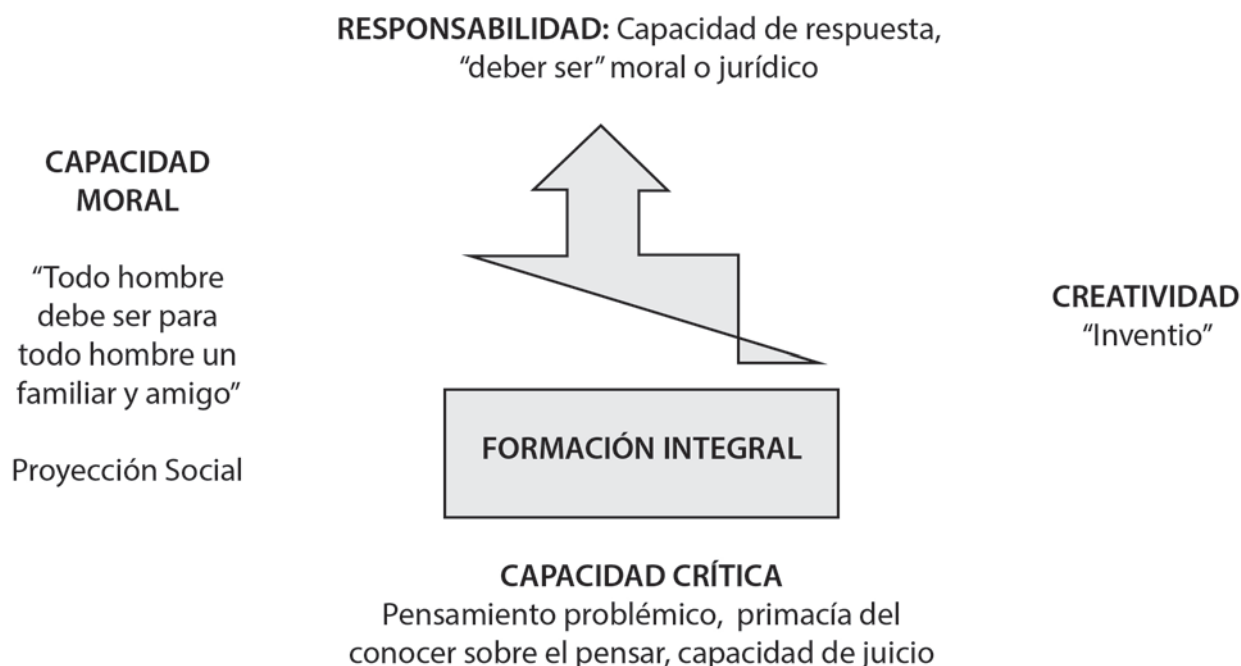 RESPONSABILIDAD: Capacidad de respuesta,
“deber ser” moral o jurídico
CAPACIDAD
MORAL
“Todo hombre
debe ser para
todo hombre un
familiar y amigo”
Proyección Social
CREATIVIDAD
“Inventio”
FORMACIÓN INTEGRAL
CAPACIDAD CRÍTICA
Pensamiento problémico, primacía del
conocer sobre el pensar, capacidad de juicio